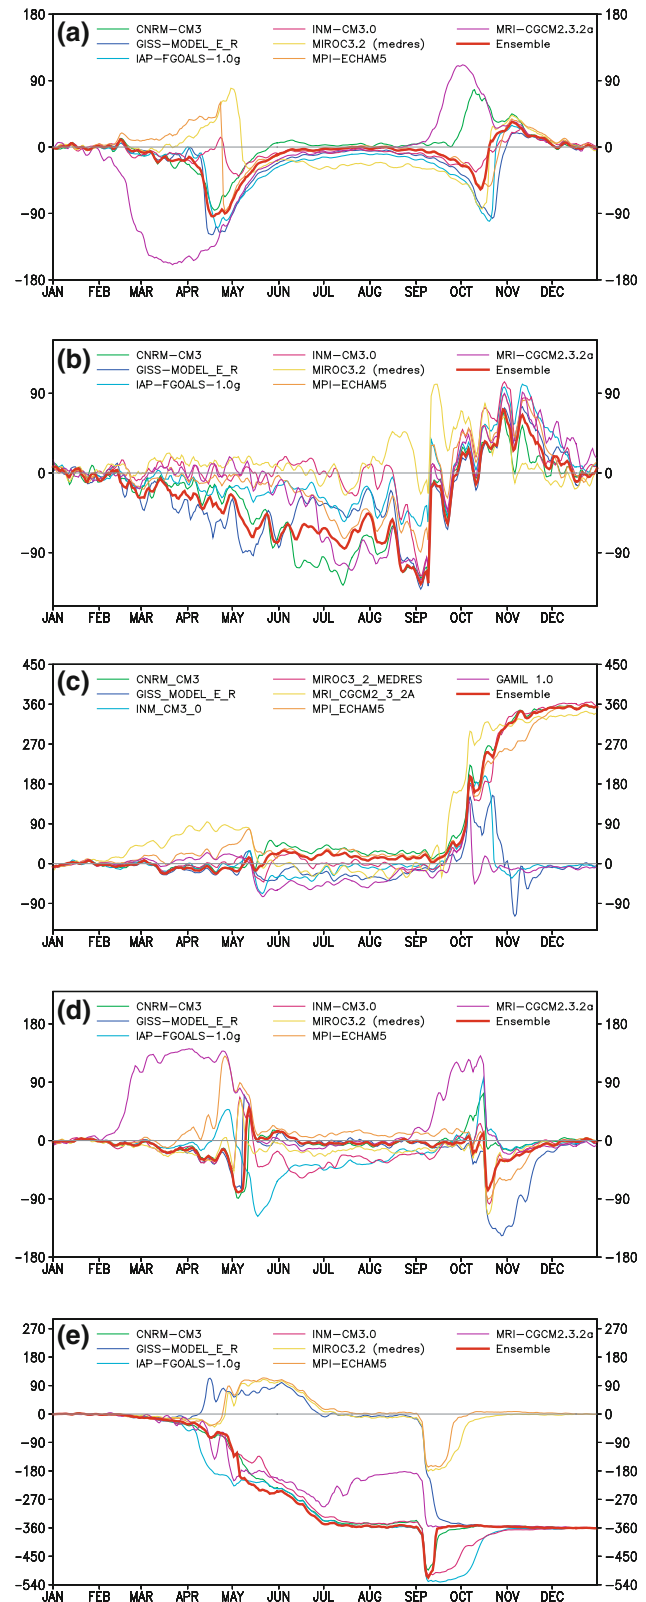 (a)
CNRM-CM3 INM-CM3.0 MRI-CGCM2.3.2a
GISS-MODEL_E_R MIROC3.2 (medres) Ensemble
IAP-FGOALS-1.0g MPI-ECHAM5
180 180
90 90
0 0
-90 -90
-180 -180
JAN FEB MAR APR MAY JUN JUL AUG SEP OCT NOV DEC
(b)
CNRM-CM3 INM-CM3.0 MRI-CGCM2.3.2a
GISS-MODEL_E_R MIROC3.2 (medres) Ensemble
IAP-FGOALS-1.0g MPI-ECHAM5
90 90
0 0
-90 -90
JAN FEB MAR APR MAY JUN JUL AUG SEP OCT NOV DEC
(c)
CNRM_CM3 MIROC3_2_MEDRES GAMIL 1.0
GISS_MODEL_E_R MRI_CGCM2_3_2A Ensemble
INM_CM3_0 MPI_ECHAM5
450 450
360 360
270 270
180 180
90 90
0 0
-90 -90
JAN FEB MAR APR MAY JUN JUL AUG SEP OCT NOV DEC
(d)
CNRM-CM3 INM-CM3.0 MRI-CGCM2.3.2a
GISS-MODEL_E_R MIROC3.2 (medres) Ensemble
IAP-FGOALS-1.0g MPI-ECHAM5
180 180
90 90
0 0
-90 -90
-180 -180
JAN FEB MAR APR MAY JUN JUL AUG SEP OCT NOV DEC
(e)
CNRM-CM3 INM-CM3.0 MRI-CGCM2.3.2a
GISS-MODEL_E_R MIROC3.2 (medres) Ensemble
IAP-FGOALS-1.0g MPI-ECHAM5
270 270
180 180
90 90
0 0
-90 -90
-180 -180
-270 -270
-360 -360
-450 -450
-540 -540
JAN FEB MAR APR MAY JUN JUL AUG SEP OCT NOV DEC